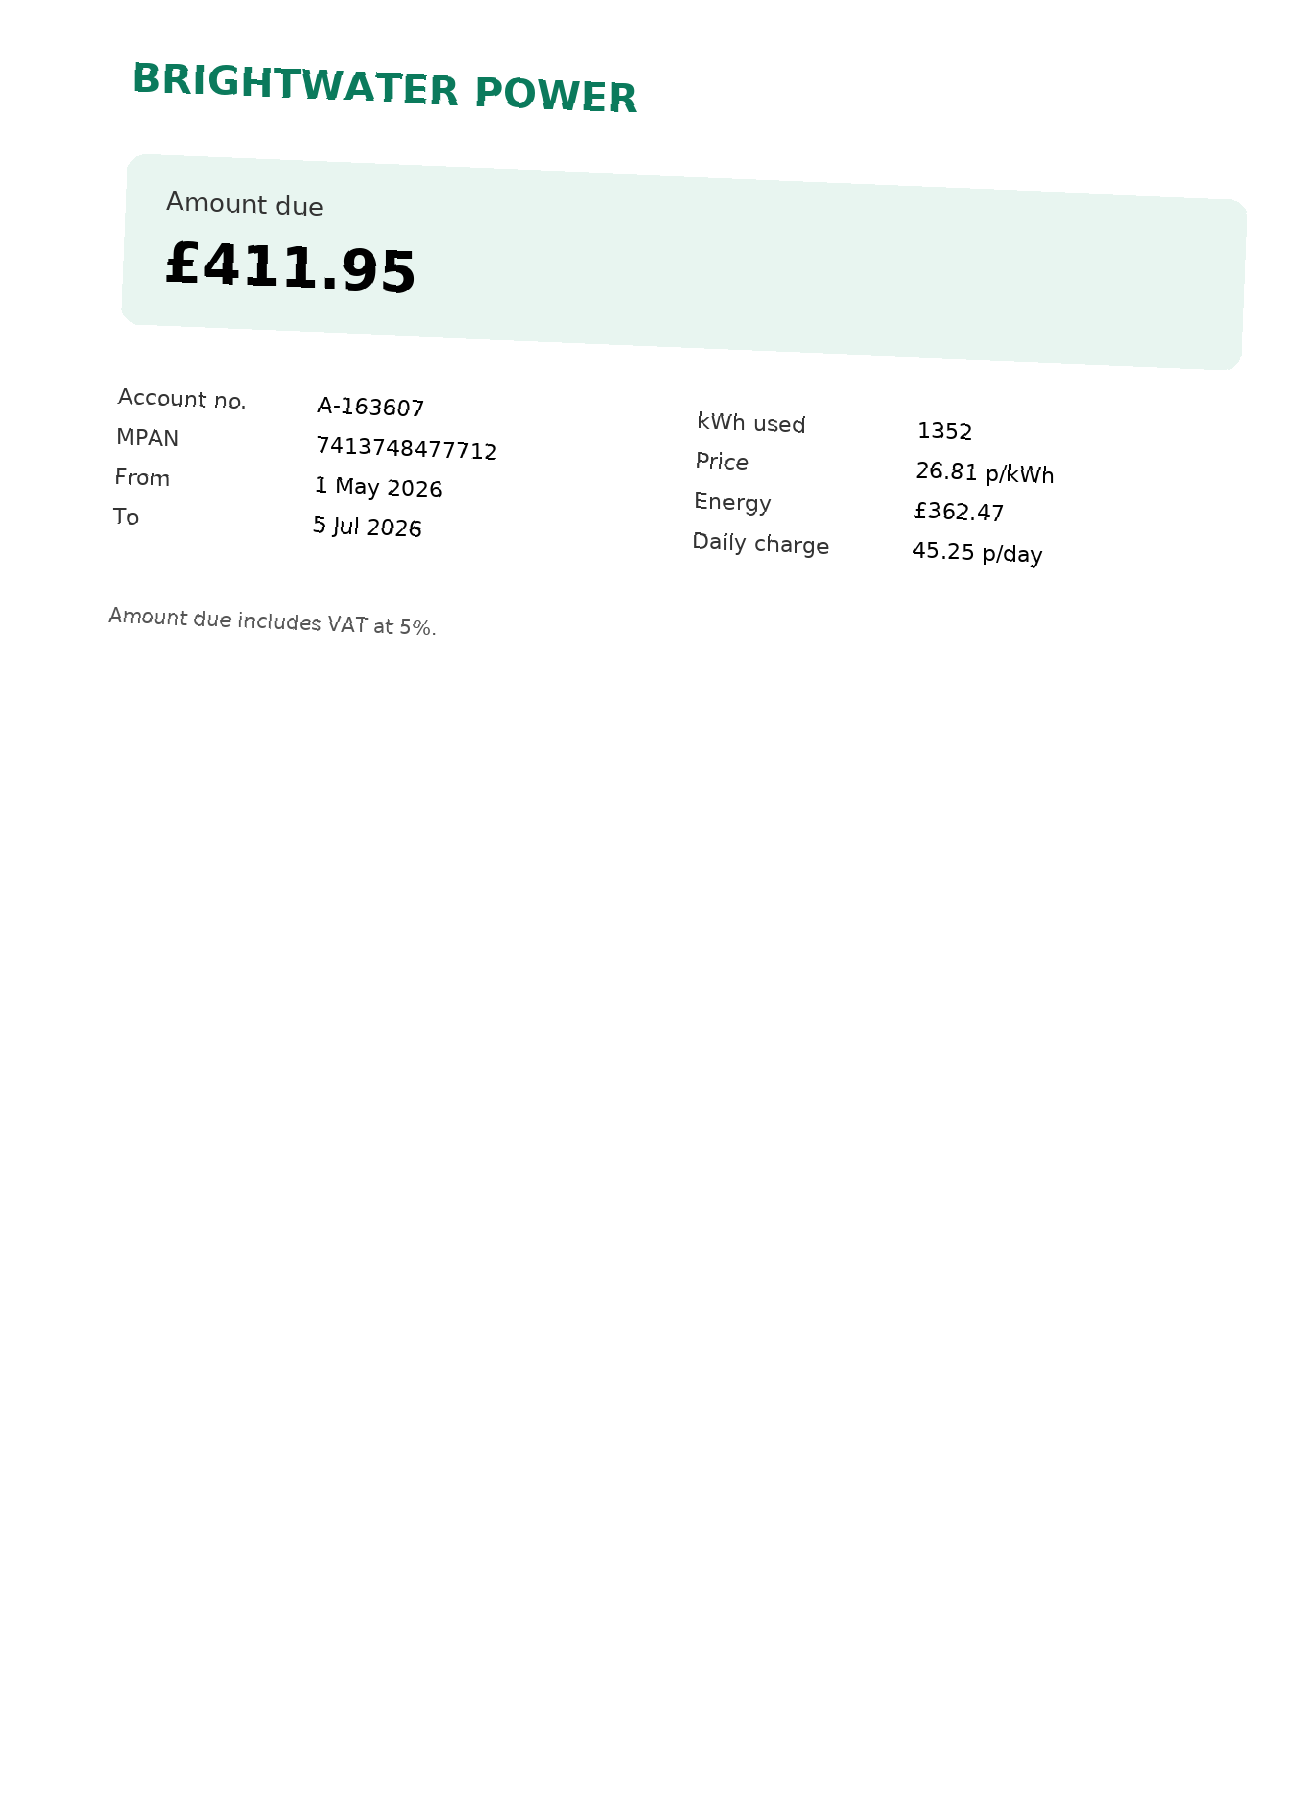 BRIGHTWATER POWER
Amount due
£411.95
Account no. A-163607
MPAN 7413748477712
From 1 May 2026
To 5 Jul 2026
kWh used 1352
Price 26.81 p/kWh
Energy £362.47
Daily charge 45.25 p/day
Amount due includes VAT at 5%.